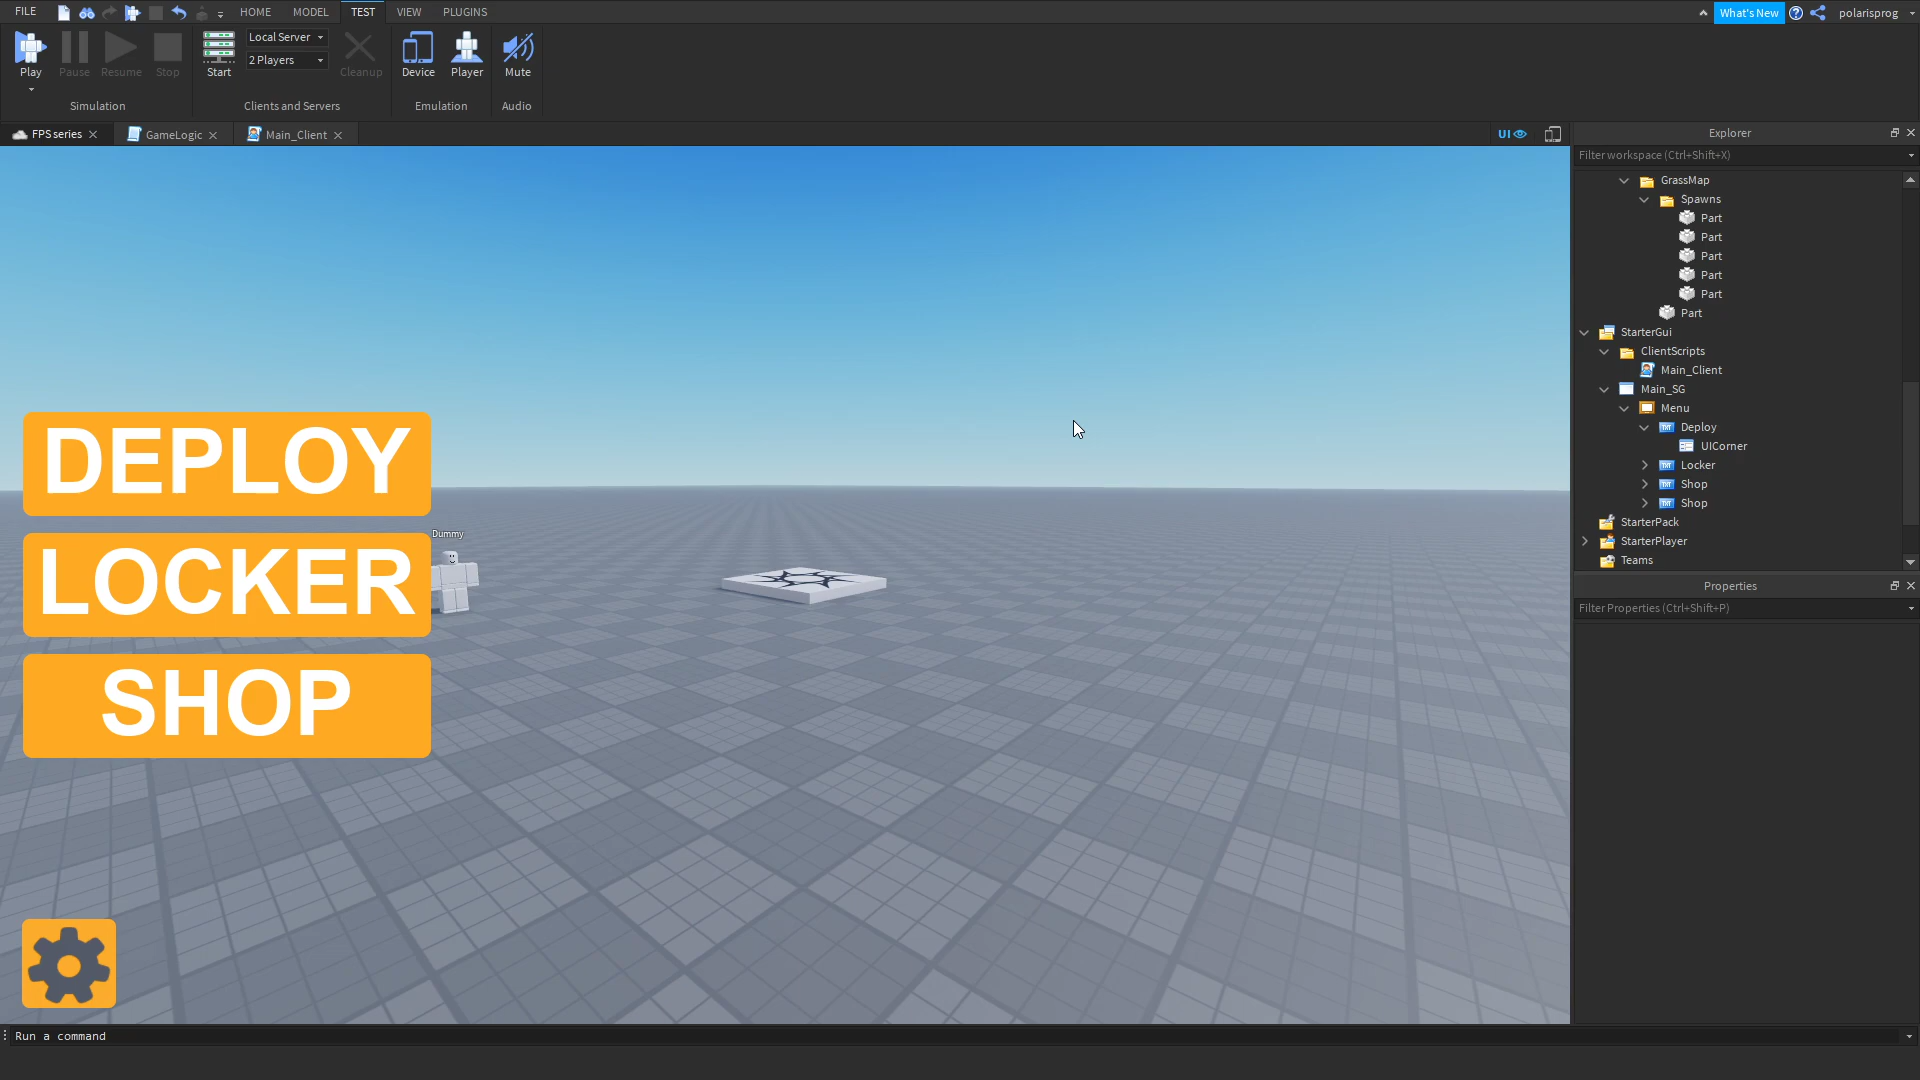 FILE HOME MODEL TEST VIEW PLUGINS What's New polarisprog
Play Pause Resume Stop Start Local Server 2 Players Cleanup Device Player Mute
Simulation Clients and Servers Emulation Audio
FPS series GameLogic Main_Client UI Explorer
Filter workspace (Ctrl+Shift+X)
GrassMap
Spawns
Part
Part
Part
Part
Part
Part
StarterGui
ClientScripts
Main_Client
Main_SG
Menu
Deploy
UICorner
Locker
Shop
Shop
StarterPack
StarterPlayer
Teams
Properties
Filter Properties (Ctrl+Shift+P)
DEPLOY
Dummy
LOCKER
SHOP
Run a command